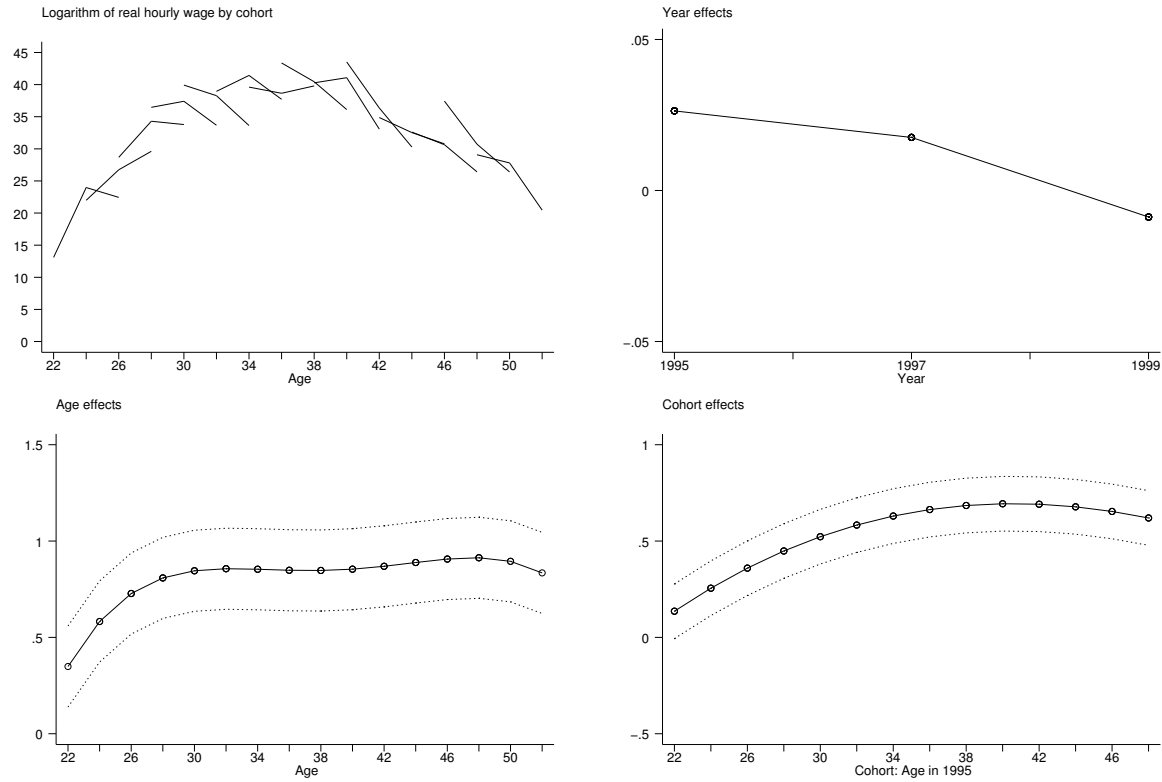 Logarithm of real hourly wage by cohort
45
40
35
30
25
20
15
10
5
0
22 26 30 34 38 42 46 50
Age
Year effects
.05
0
−.05
1995 1997 1999
Year
Age effects
1.5
1
.5
0
22 26 30 34 38 42 46 50
Age
Cohort effects
1
.5
0
−.5
22 26 30 34 38 42 46
Cohort: Age in 1995